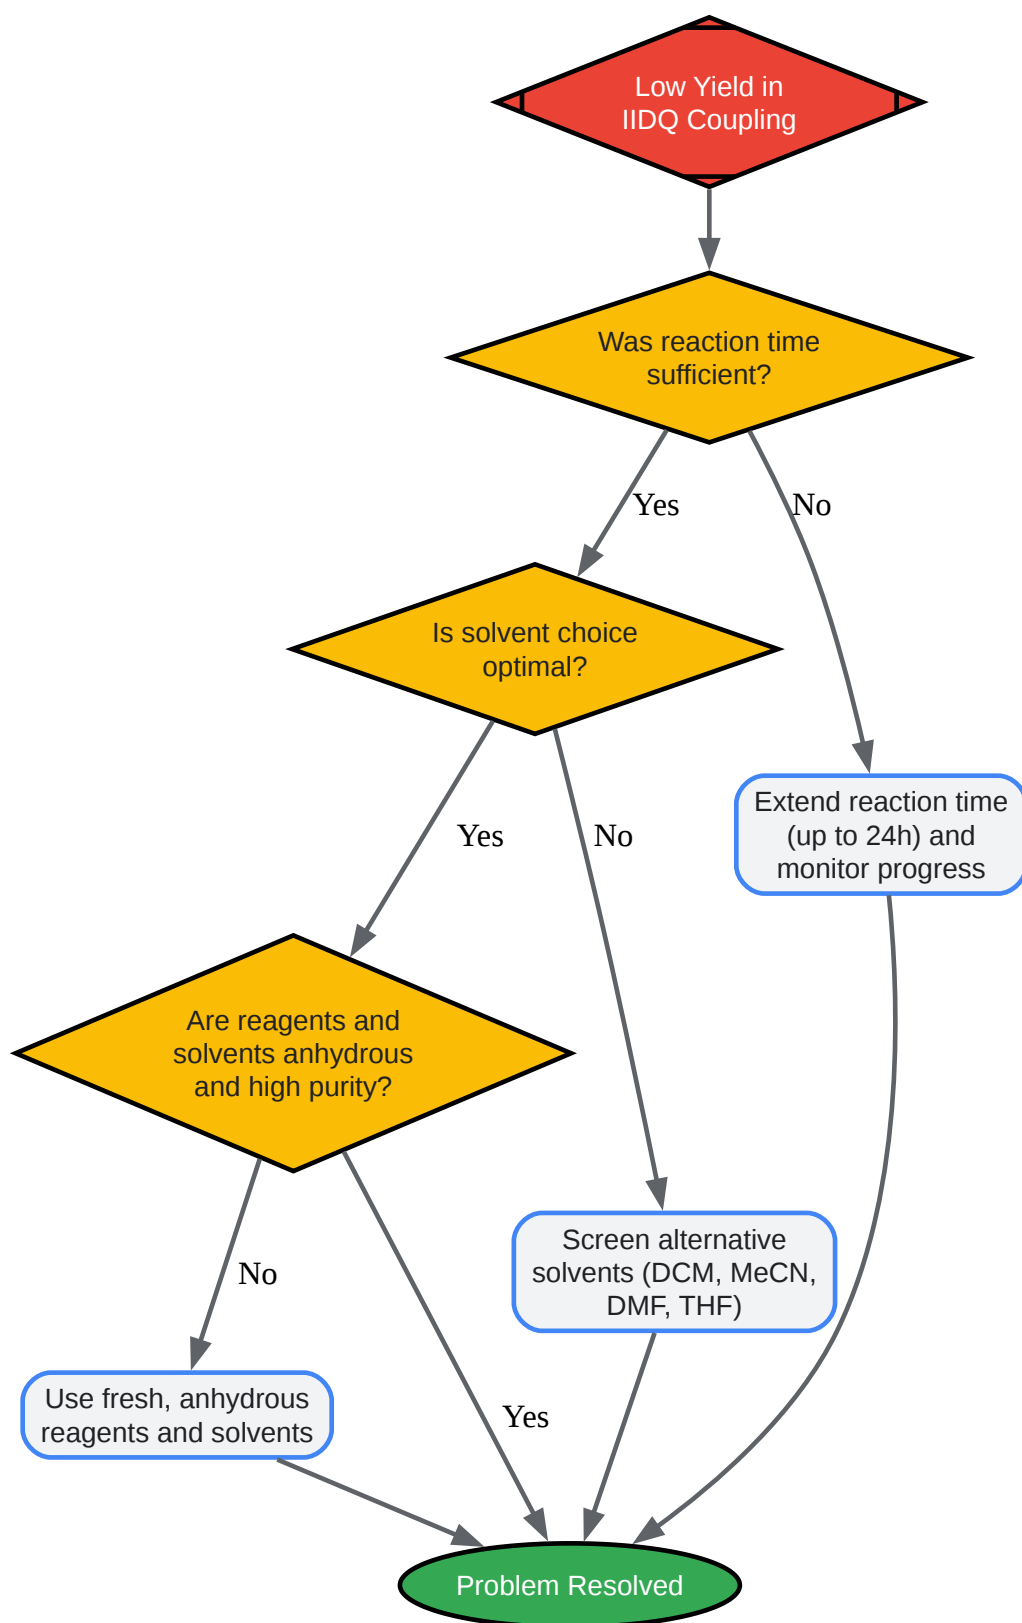 Low Yield in
IIDQ Coupling
Was reaction time
sufficient?
Yes
No
Is solvent choice
optimal?
Yes
No
Extend reaction time
(up to 24h) and
monitor progress
Are reagents and
solvents anhydrous
and high purity?
No
Yes
Screen alternative
solvents (DCM, MeCN,
DMF, THF)
Use fresh, anhydrous
reagents and solvents
Problem Resolved